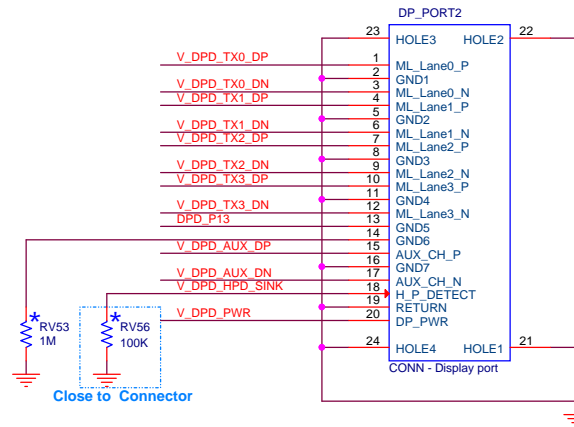 DP_PORT2
23 HOLE3 HOLE2 22
V_DPD_TX0_DP 1 ML_Lane0_P
2 GND1
V_DPD_TX0_DN 3 ML_Lane0_N
V_DPD_TX1_DP 4 ML_Lane1_P
5 GND2
V_DPD_TX1_DN 6 ML_Lane1_N
V_DPD_TX2_DP 7 ML_Lane2_P
8 GND3
V_DPD_TX2_DN 9 ML_Lane2_N
V_DPD_TX3_DP 10 ML_Lane3_P
11 GND4
V_DPD_TX3_DN 12 ML_Lane3_N
DPD_P13 13 GND5
14 GND6
V_DPD_AUX_DP 15 AUX_CH_P
16 GND7
V_DPD_AUX_DN 17 AUX_CH_N
V_DPD_HPD_SINK 18 H_P_DETECT
19 RETURN
V_DPD_PWR 20 DP_PWR
24 HOLE4 HOLE1 21
CONN - Display port
* RV53
1M
* RV56
100K
Close to Connector